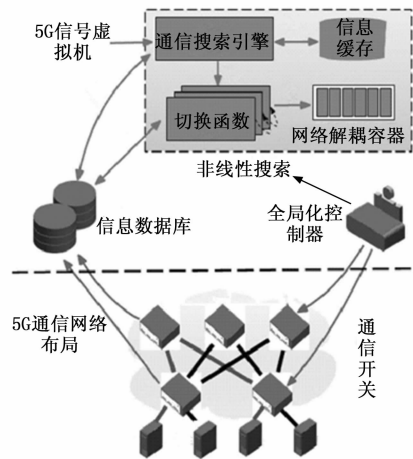 5G信号虚
拟机
通信搜索引擎
信息
缓存
切换函数
网络解耦容器
非线性搜索
信息数据库
全局化控
制器
5G通信网络
布局
通
信
开
关